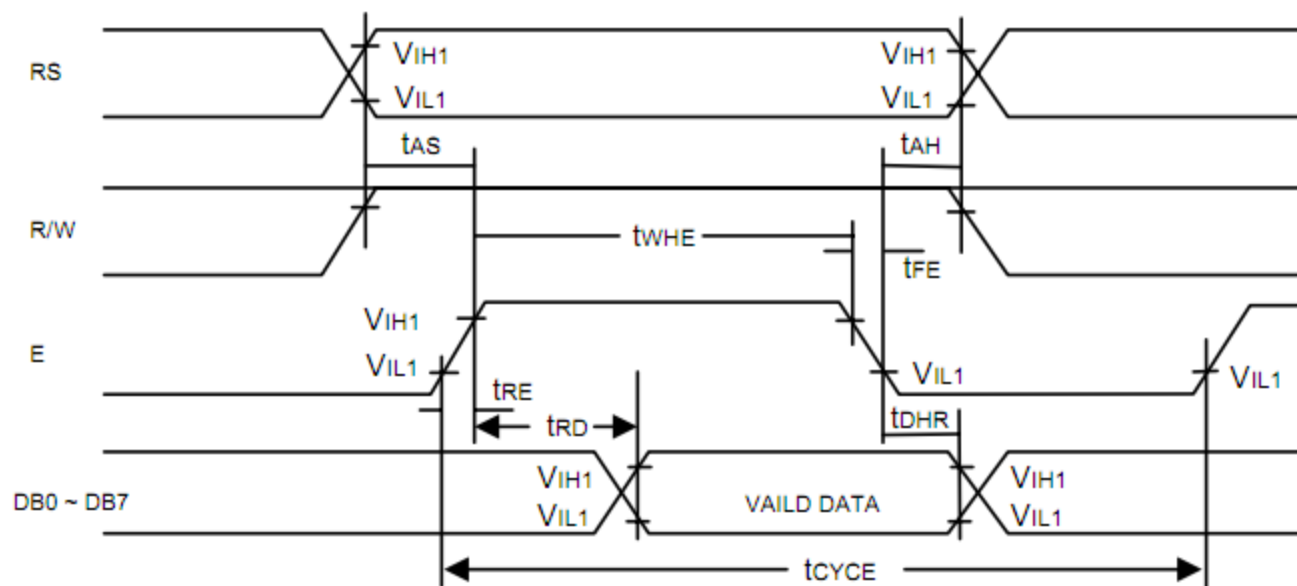 RS
VIH1
VIH1
VIL1
VIL1
tAS
tAH
R/W
tWHE
tFE
E
VIH1
VIL1
VIL1
VIL1
tRE
tRD
tDHR
DB0 ~ DB7
VIH1
VIH1
VIL1
VAILD DATA
VIL1
tCYCE